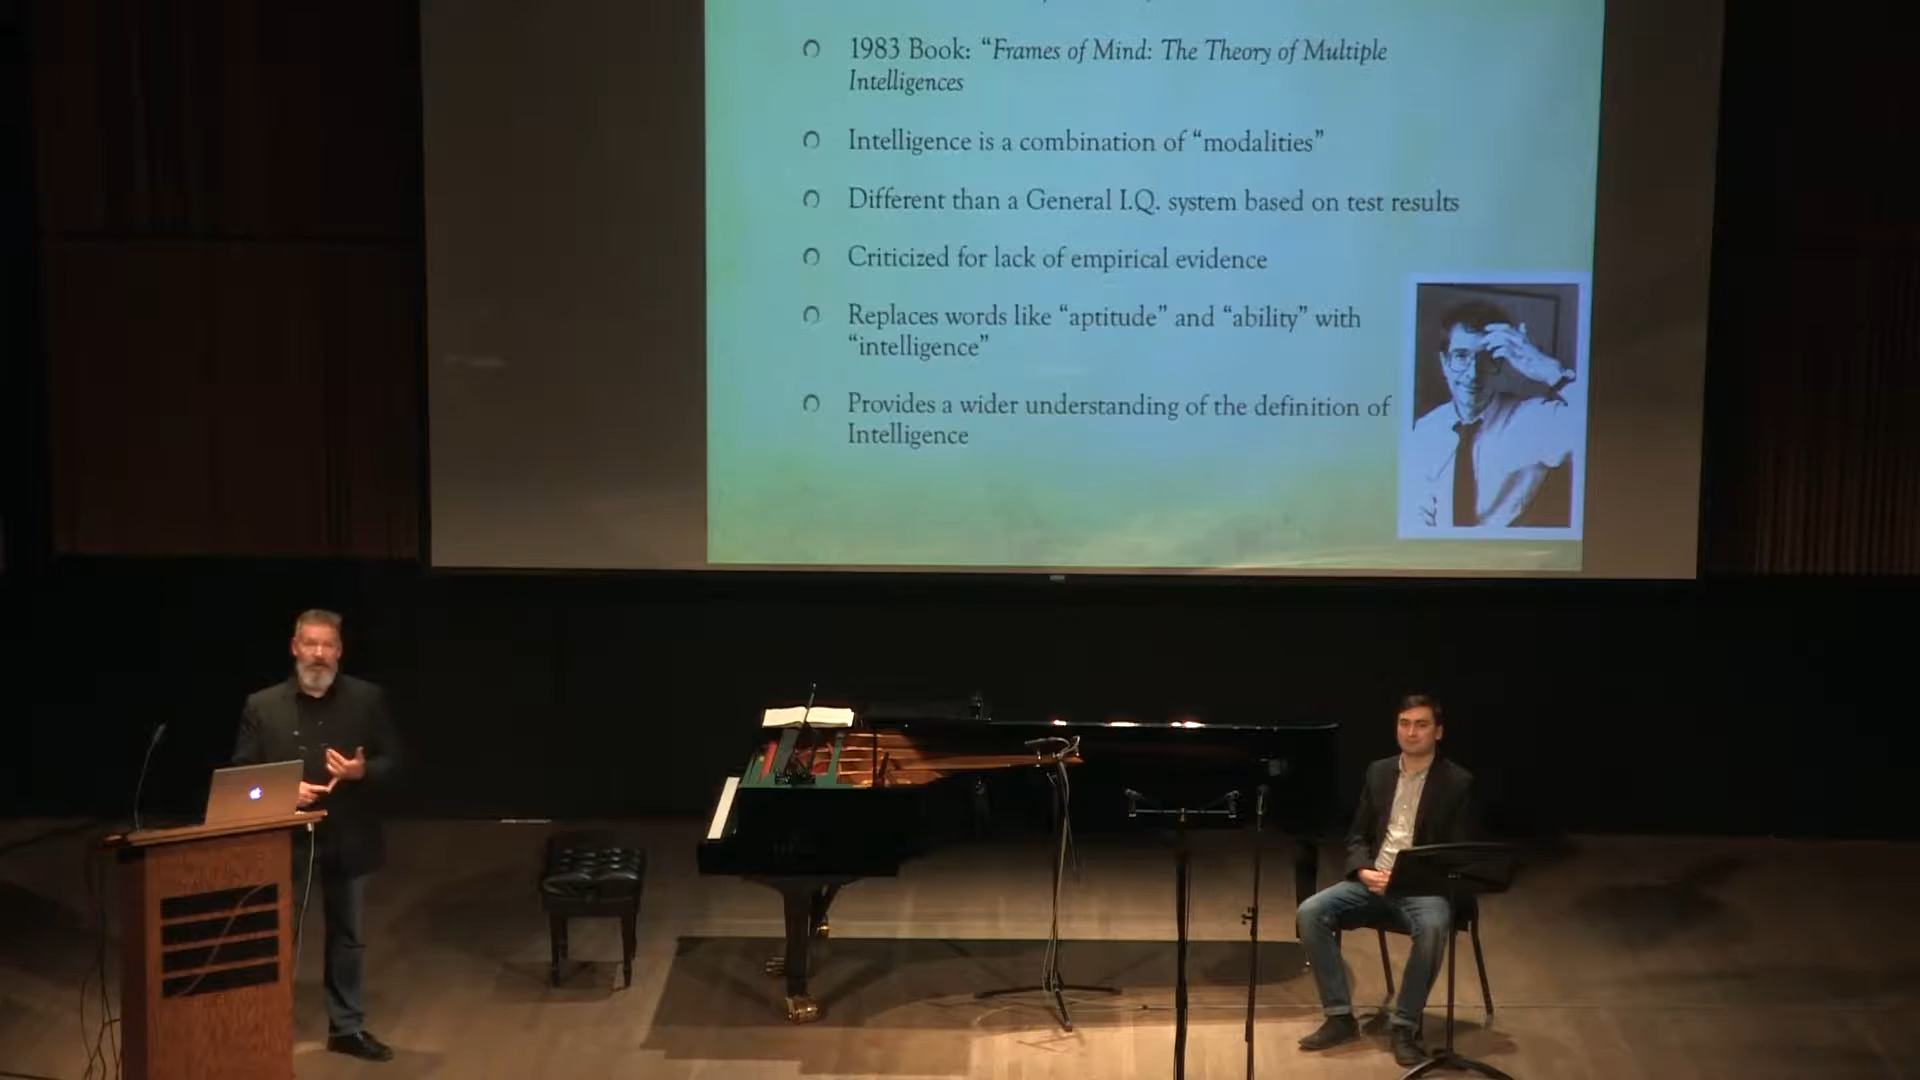 1983 Book: “Frames of Mind: The Theory of Multiple
Intelligences
Intelligence is a combination of “modalities”
Different than a General I.Q. system based on test results
Criticized for lack of empirical evidence
Replaces words like “aptitude” and “ability” with
“intelligence”
Provides a wider understanding of the definition of
Intelligence